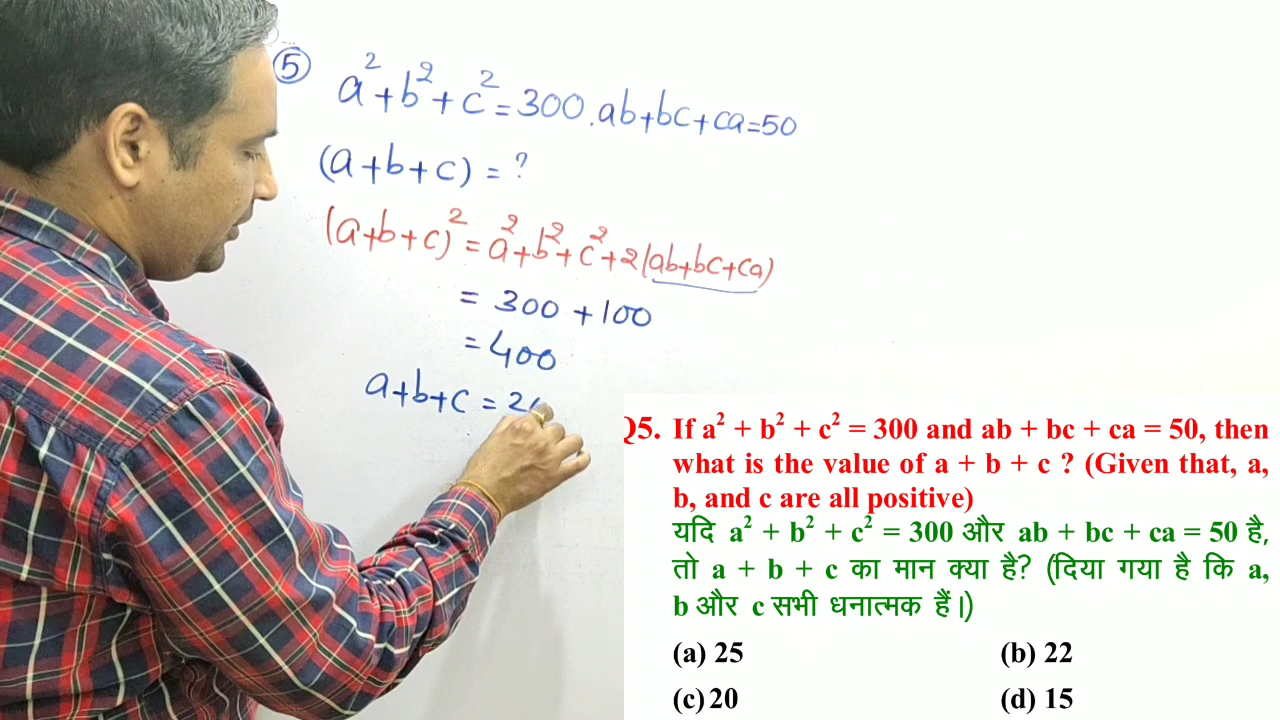 ⑤ a² + b² + c² = 300. ab+bc+ca=50
(a+b+c) = ?
(a+b+c)² = a² + b² + c² + 2(ab+bc+ca)
= 300 + 100
= 400
a+b+c = 2
Q5. If a² + b² + c² = 300 and ab + bc + ca = 50, then
what is the value of a + b + c ? (Given that, a,
b, and c are all positive)
यदि a² + b² + c² = 300 और ab + bc + ca = 50 है,
तो a + b + c का मान क्या है? (दिया गया है कि a,
b और c सभी धनात्मक हैं।)
(a) 25 (b) 22
(c) 20 (d) 15